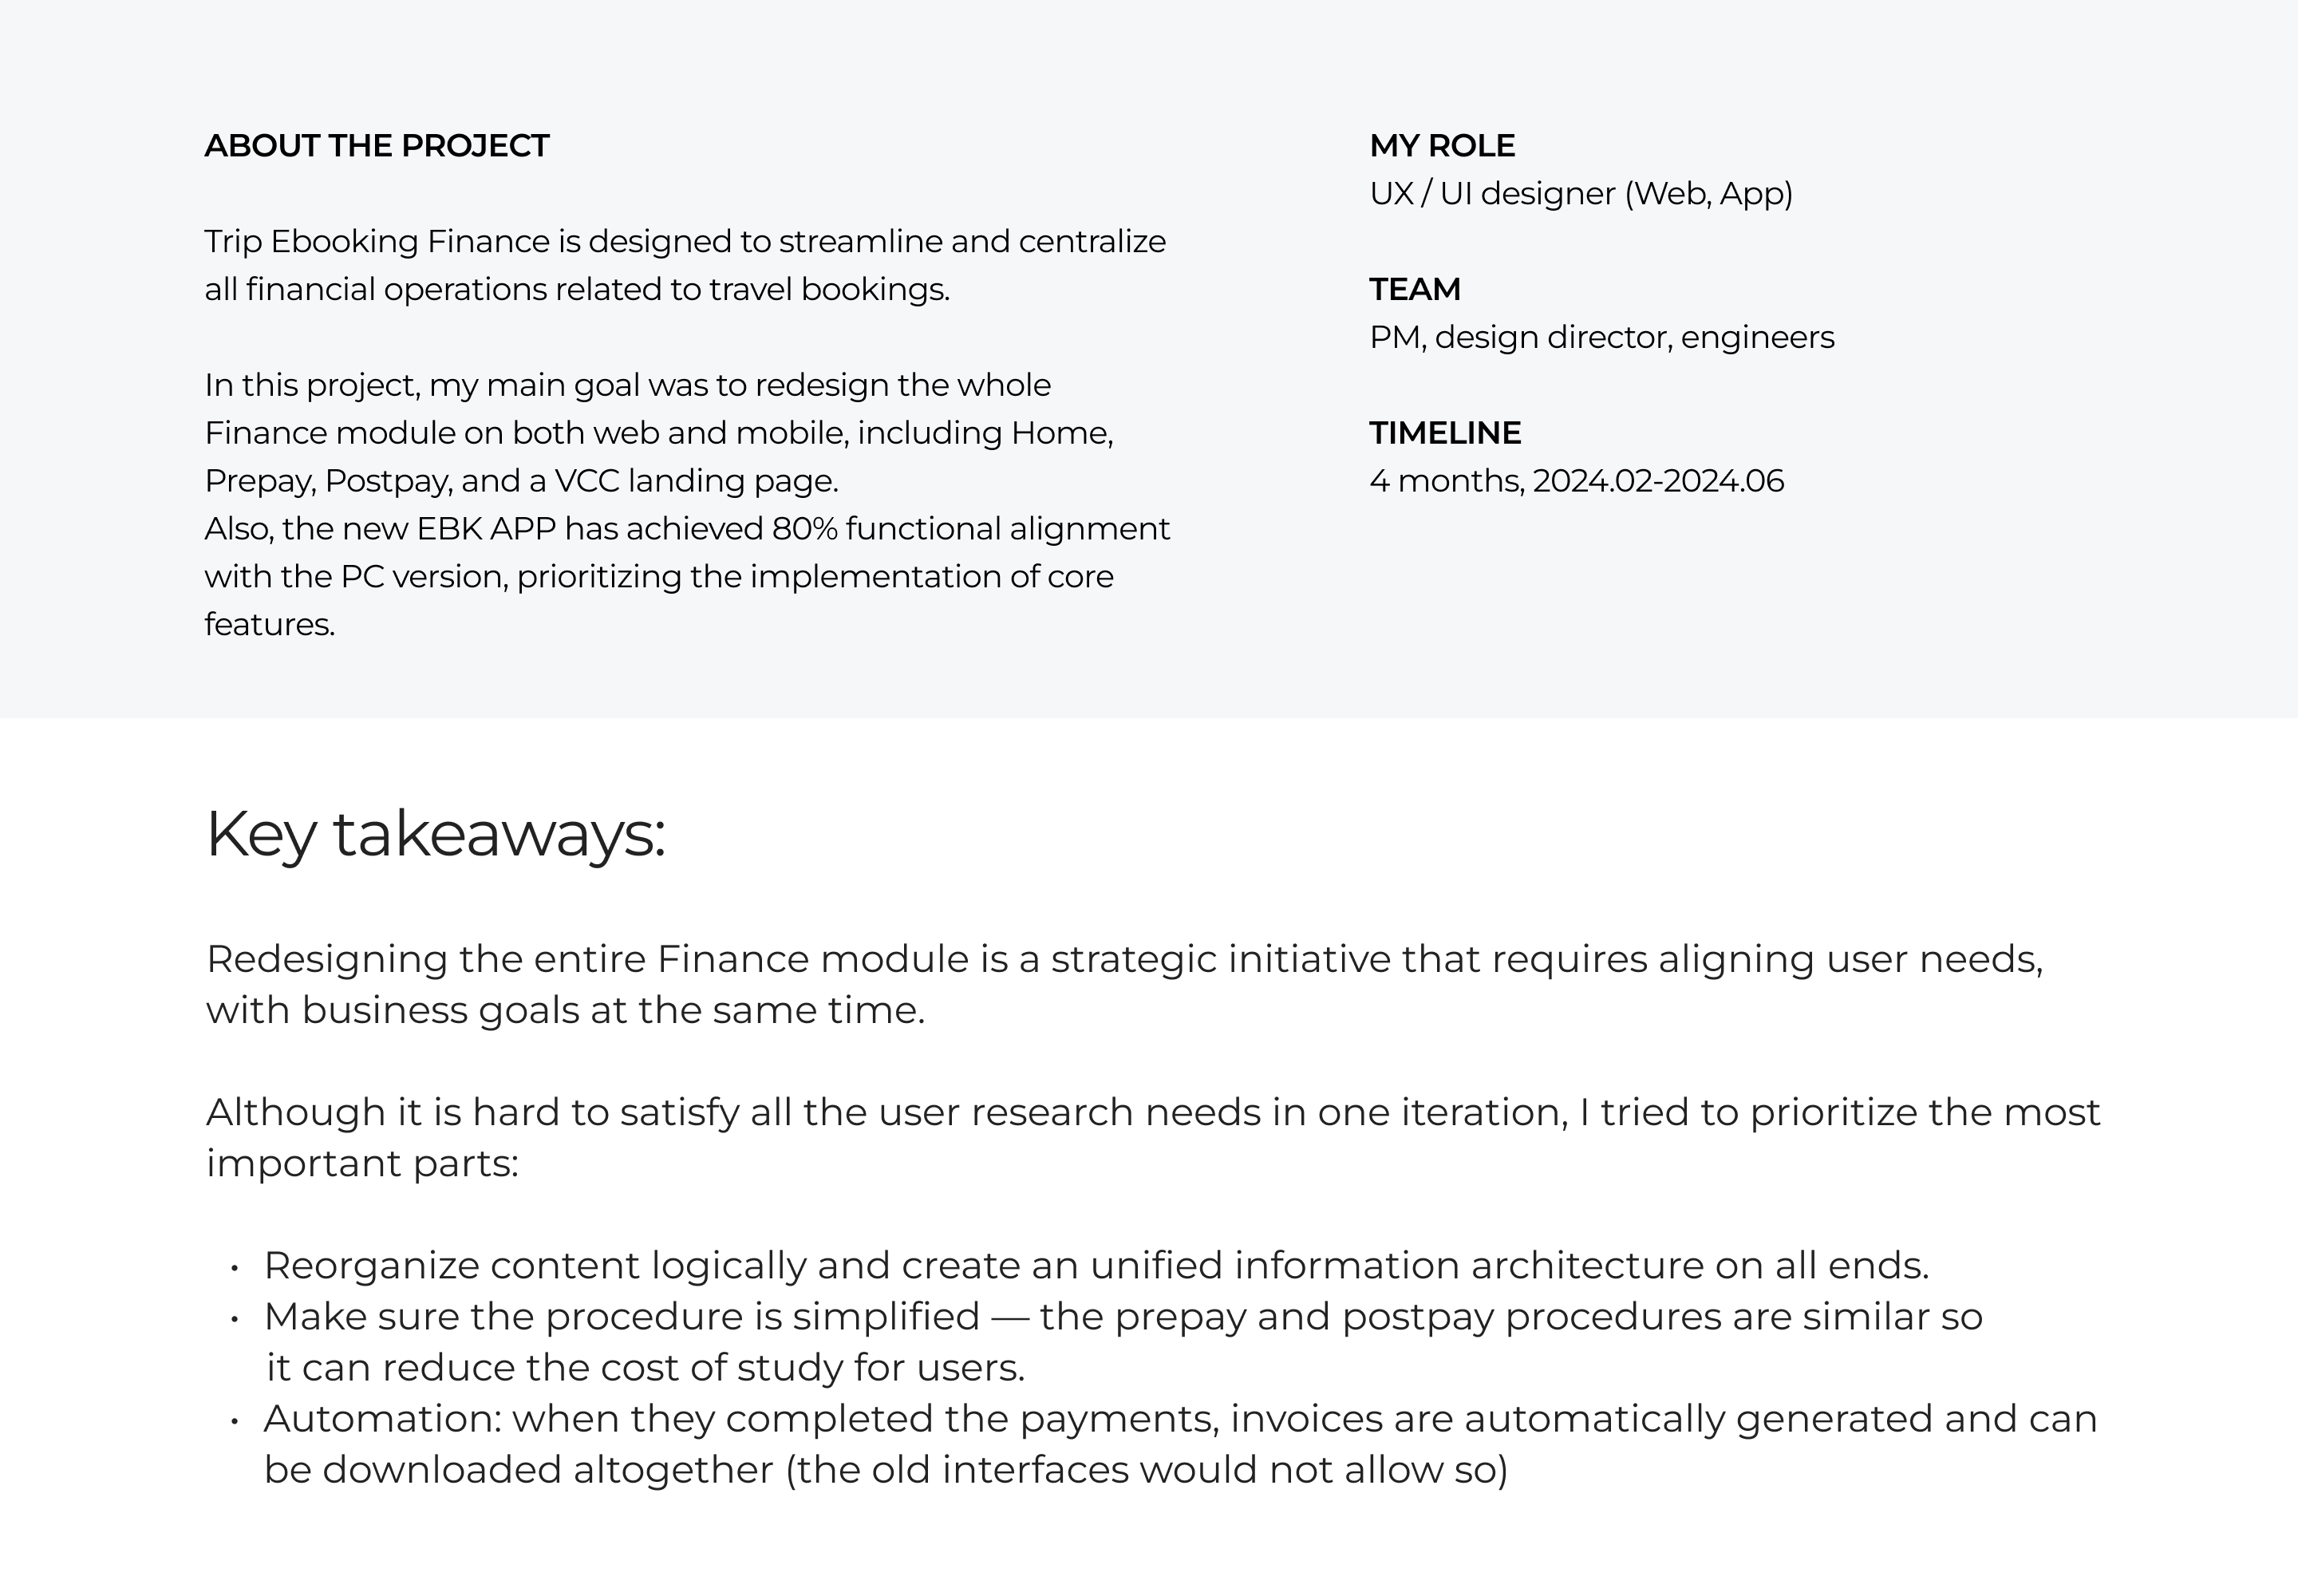 ABOUT THE PROJECT
Trip Ebooking Finance is designed to streamline and centralize
all financial operations related to travel bookings.
In this project, my main goal was to redesign the whole
Finance module on both web and mobile, including Home,
Prepay, Postpay, and a VCC landing page.
Also, the new EBK APP has achieved 80% functional alignment
with the PC version, prioritizing the implementation of core
features.
MY ROLE
UX / UI designer (Web, App)
TEAM
PM, design director, engineers
TIMELINE
4 months, 2024.02-2024.06
Key takeaways:
Redesigning the entire Finance module is a strategic initiative that requires aligning user needs,
with business goals at the same time.
Although it is hard to satisfy all the user research needs in one iteration, I tried to prioritize the most
important parts:
• Reorganize content logically and create an unified information architecture on all ends.
• Make sure the procedure is simplified — the prepay and postpay procedures are similar so
it can reduce the cost of study for users.
• Automation: when they completed the payments, invoices are automatically generated and can
be downloaded altogether (the old interfaces would not allow so)